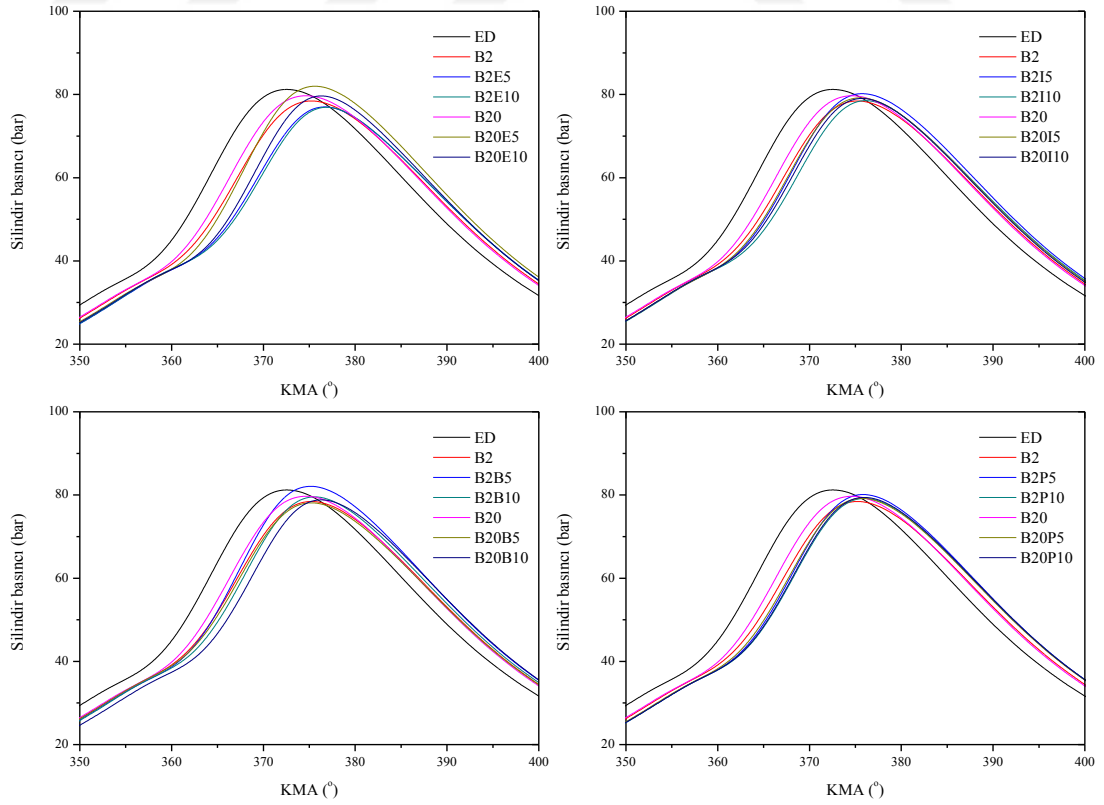 100
80
60
40
20
Silindir basıncı (bar)
ED
B2
B2E5
B2E10
B20
B20E5
B20E10
350 360 370 380 390 400
KMA (°)
100
80
60
40
20
Silindir basıncı (bar)
ED
B2
B2I5
B2I10
B20
B20I5
B20I10
350 360 370 380 390 400
KMA (°)
100
80
60
40
20
Silindir basıncı (bar)
ED
B2
B2B5
B2B10
B20
B20B5
B20B10
350 360 370 380 390 400
KMA (°)
100
80
60
40
20
Silindir basıncı (bar)
ED
B2
B2P5
B2P10
B20
B20P5
B20P10
350 360 370 380 390 400
KMA (°)